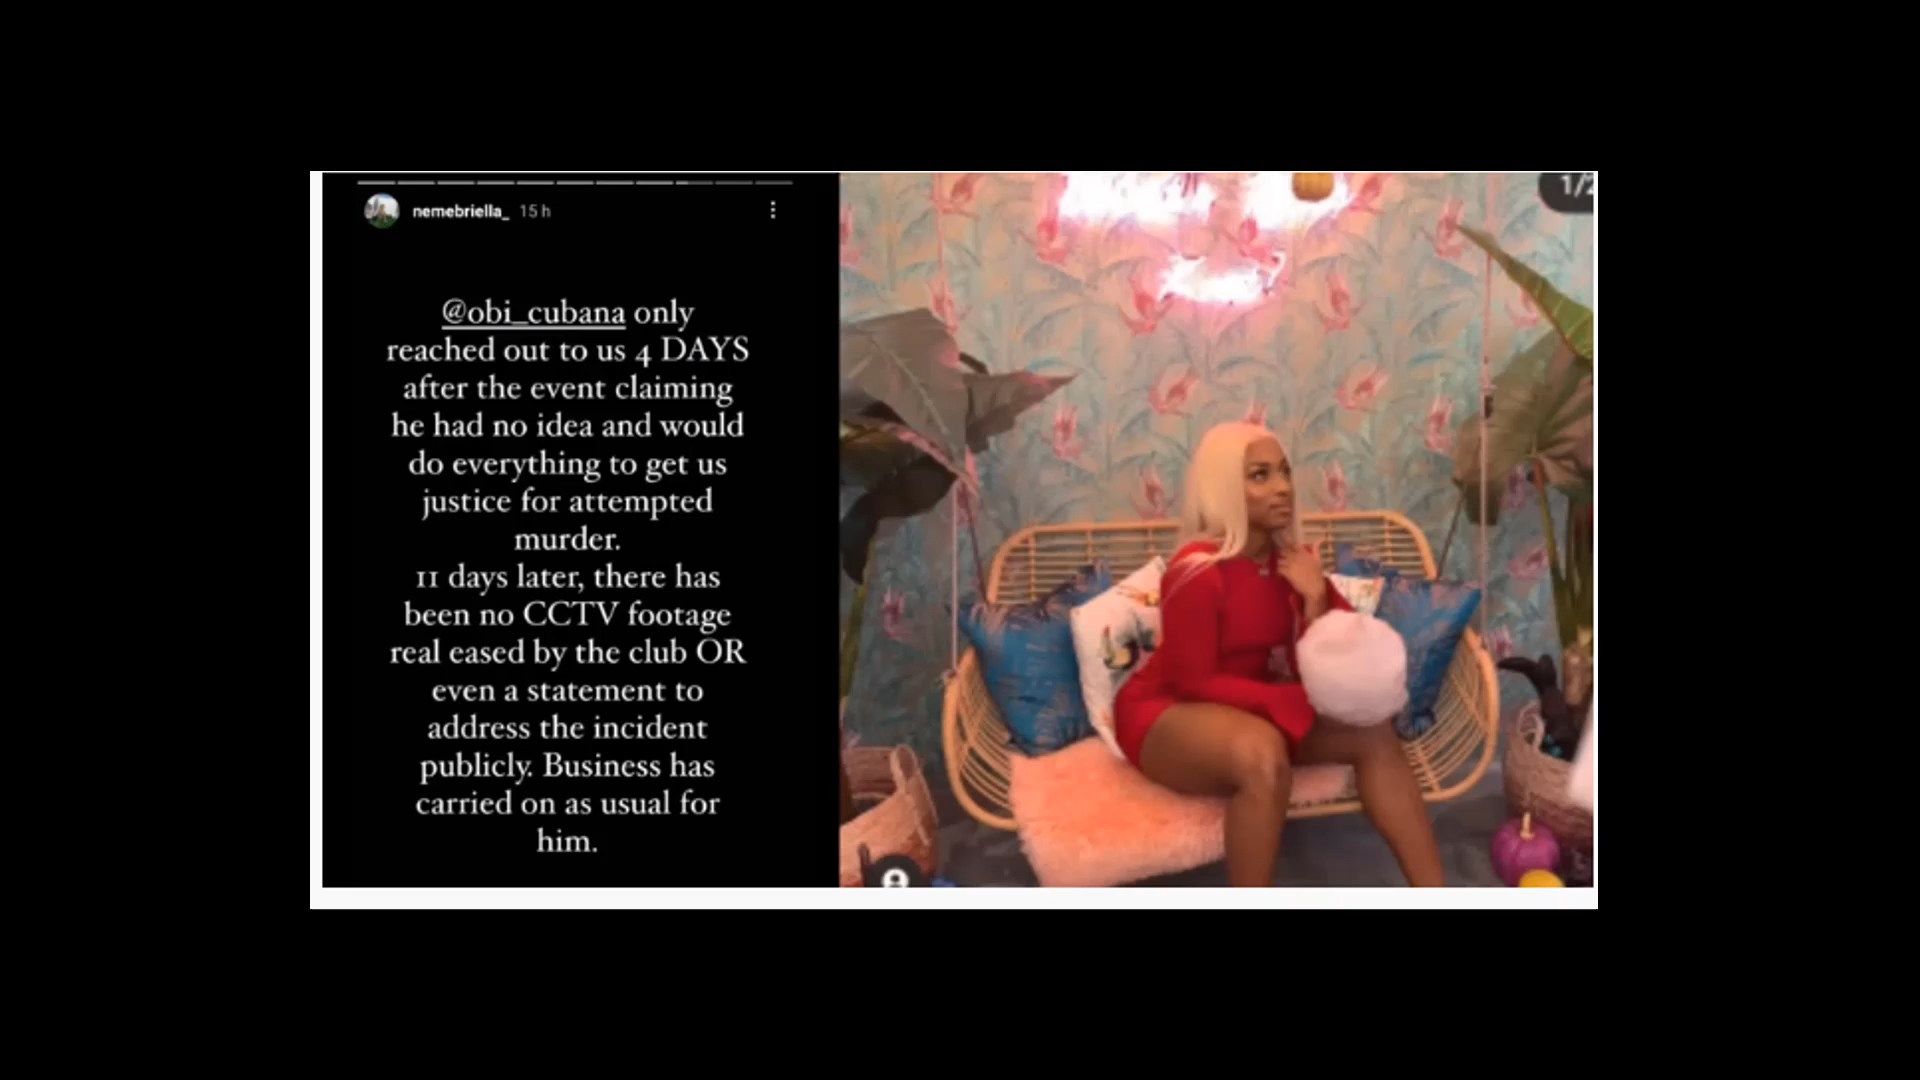 nemebriella_ 15 h
@obi_cubana only
reached out to us 4 DAYS
after the event claiming
he had no idea and would
do everything to get us
justice for attempted
murder.
11 days later, there has
been no CCTV footage
real eased by the club OR
even a statement to
address the incident
publicly. Business has
carried on as usual for
him.
1/2